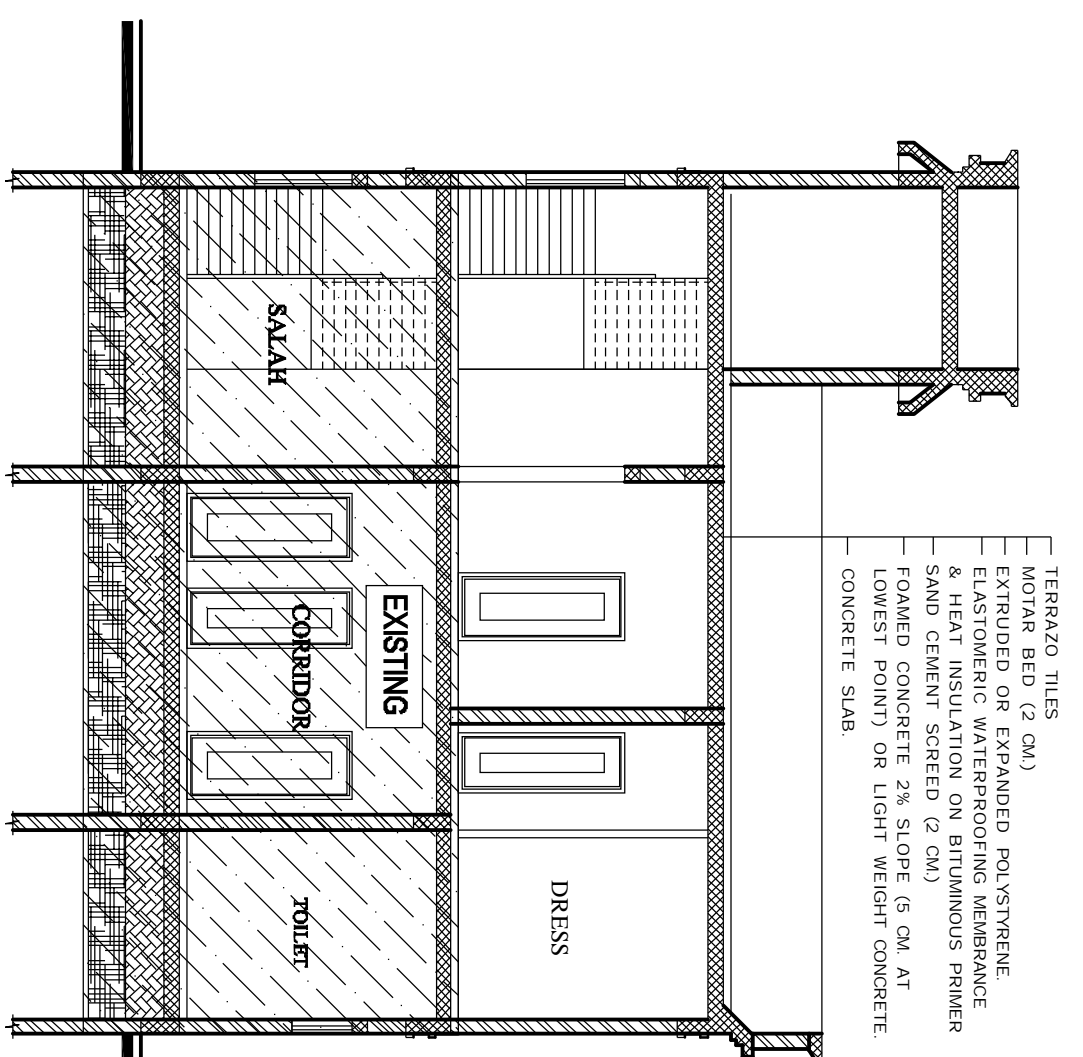 TERRAZO TILES
MOTAR BED (2 CM.)
EXTRUDED OR EXPANDED POLYSTYRENE.
ELASTOMERIC WATERPROOFING MEMBRANCE
& HEAT INSULATION ON BITUMINOUS PRIMER
SAND CEMENT SCREED (2 CM.)
FOAMED CONCRETE 2% SLOPE (5 CM. AT
LOWEST POINT) OR LIGHT WEIGHT CONCRETE.
CONCRETE SLAB.
DRESS
EXISTING
SALAH
CORRIDOR
TOILET